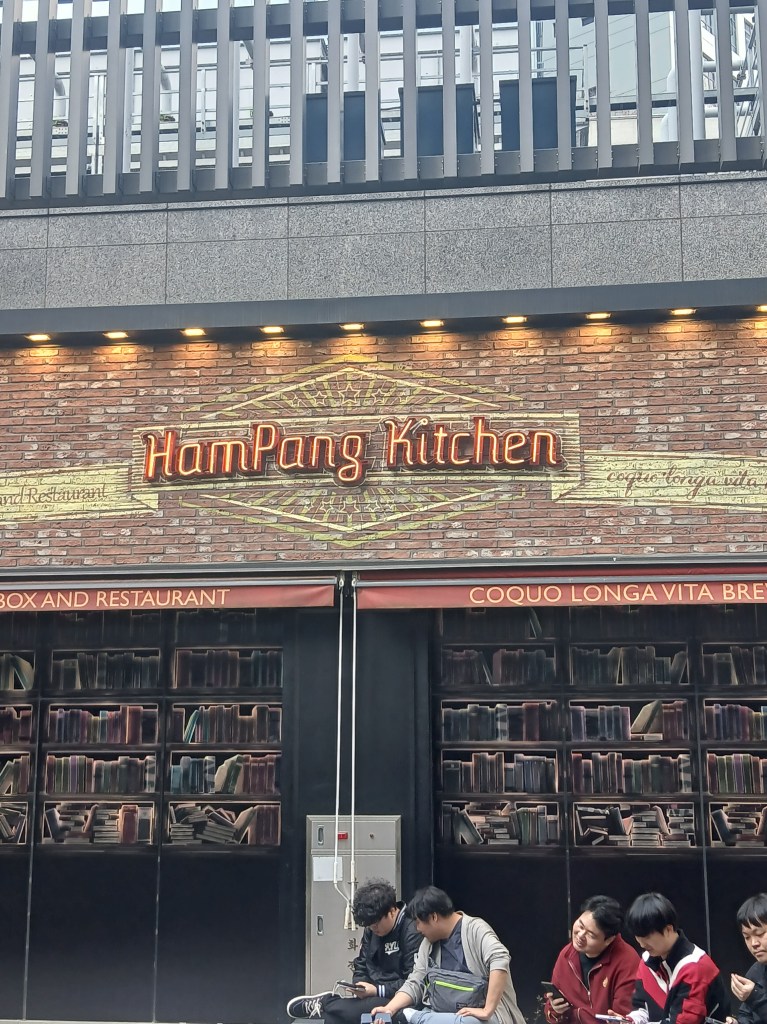 HamPang Kitchen
and Restaurant
coquo longa vita
BOX AND RESTAURANT
COQUO LONGA VITA BRE